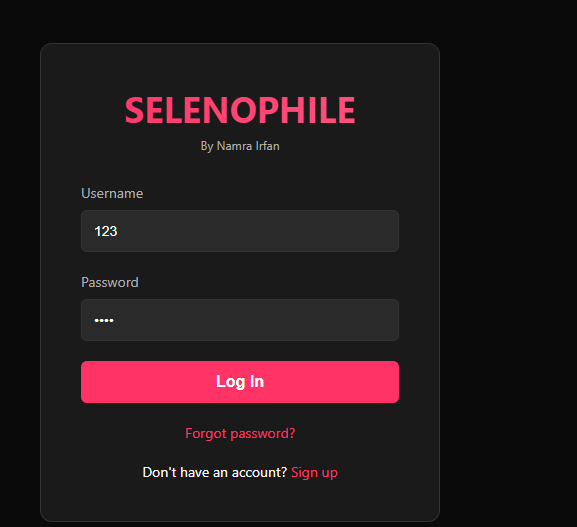 SELENOPHILE
By Namra Irfan
Username
123
Password
••••
Log In
Forgot password?
Don't have an account? Sign up